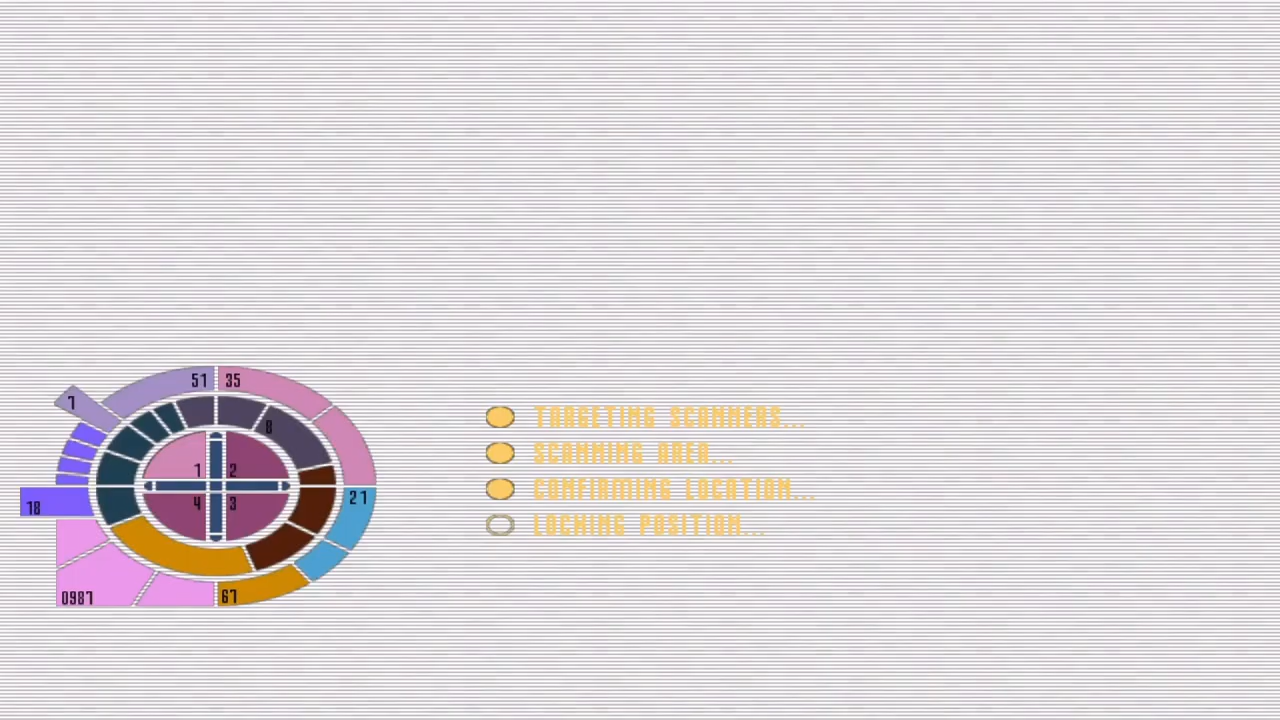 51 35
7
8
1 2
4 3
21
18
0987
67
TARGETING SCANNERS...
SCANNING AREA...
CONFIRMING LOCATION...
LOCKING POSITION...